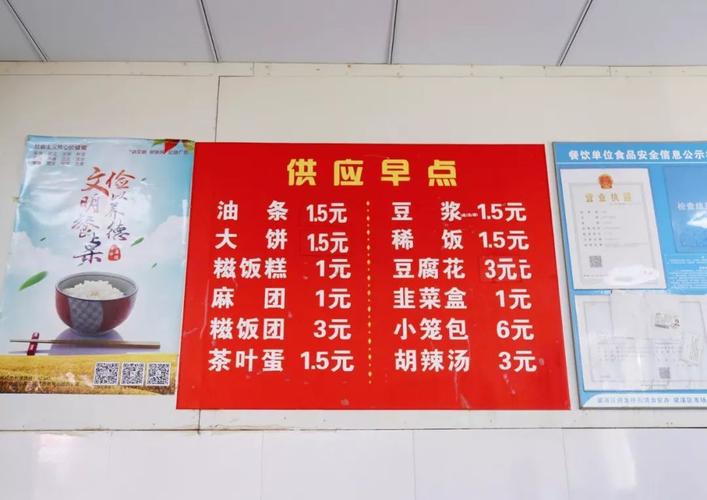 俭以养德
文明餐桌
供应早点
油条 1.5元
大饼 1.5元
糍饭糕 1元
麻团 1元
糍饭团 3元
茶叶蛋 1.5元
豆浆 1.5元
稀饭 1.5元
豆腐花 3元
韭菜盒 1元
小笼包 6元
胡辣汤 3元
餐饮单位食品安全信息公示
营业执照